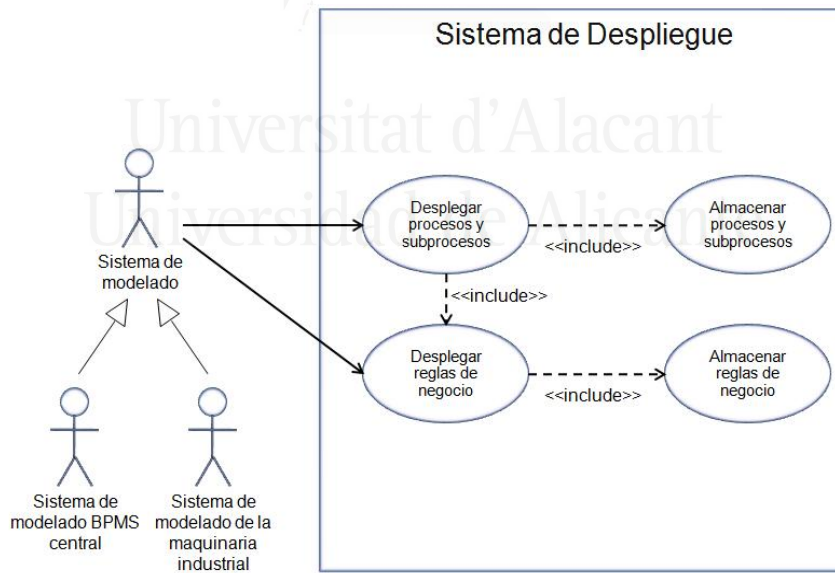 Sistema de Despliegue
Universitat d'Alacant
Universidad de Alicante
Sistema de
modelado
Desplegar
procesos y
subprocesos
<<include>>
Almacenar
procesos y
subprocesos
<<include>>
Desplegar
reglas de
negocio
<<include>>
Almacenar
reglas de
negocio
Sistema de
modelado BPMS
central
Sistema de
modelado de la
maquinaria
industrial